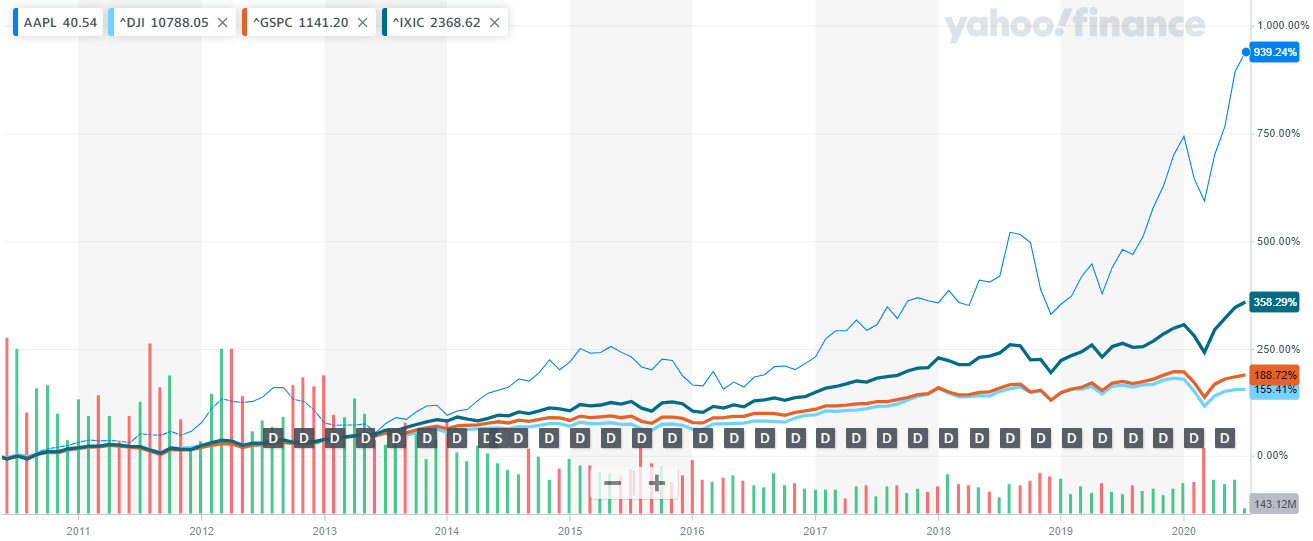 AAPL 40.54 ^DJI 10788.05 ^GSPC 1141.20 ^IXIC 2368.62
yahoo!finance
1,000.00%
939.24%
750.00%
500.00%
358.29%
250.00%
188.72%
155.41%
D D D D D D D D S D D D D D D D D D D D D D D D D D D D D D D D D
0.00%
− +
143.12M
2011 2012 2013 2014 2015 2016 2017 2018 2019 2020